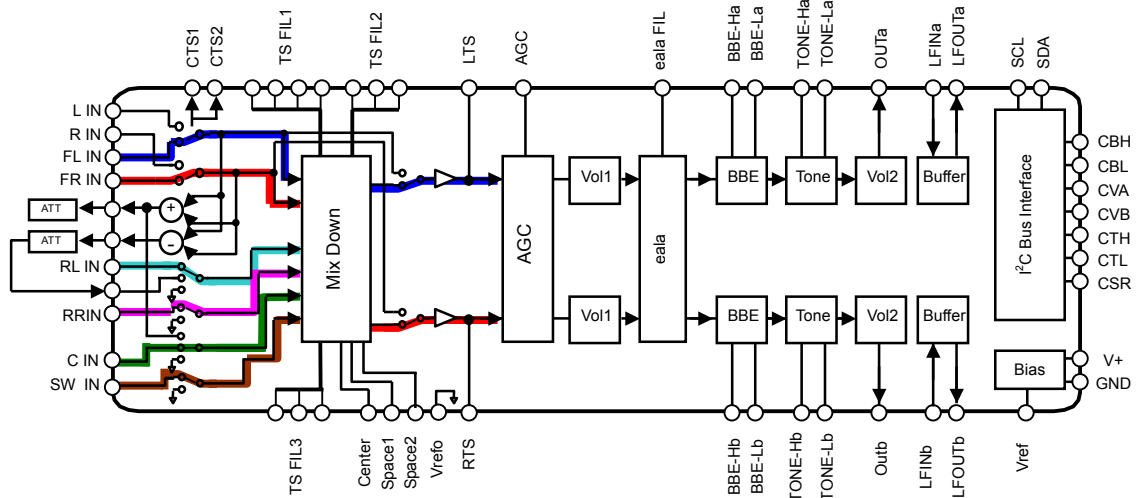 CTS1
CTS2
TS FIL1
TS FIL2
LTS
AGC
eala FIL
BBE-Ha
BBE-La
TONE-Ha
TONE-La
OUTa
LFINa
LFOUTa
SCL
SDA
L IN
R IN
FL IN
FR IN
ATT
+
ATT
-
RL IN
RRIN
C IN
SW IN
Mix Down
AGC
Vol1
eala
BBE
Tone
Vol2
Buffer
Vol1
BBE
Tone
Vol2
Buffer
I²C Bus Interface
Bias
CBH
CBL
CVA
CVB
CTH
CTL
CSR
V+
GND
TS FIL3
Center
Space1
Space2
Vrefo
RTS
BBE-Hb
BBE-Lb
TONE-Hb
TONE-Lb
Outb
LFINb
LFOUTb
Vref